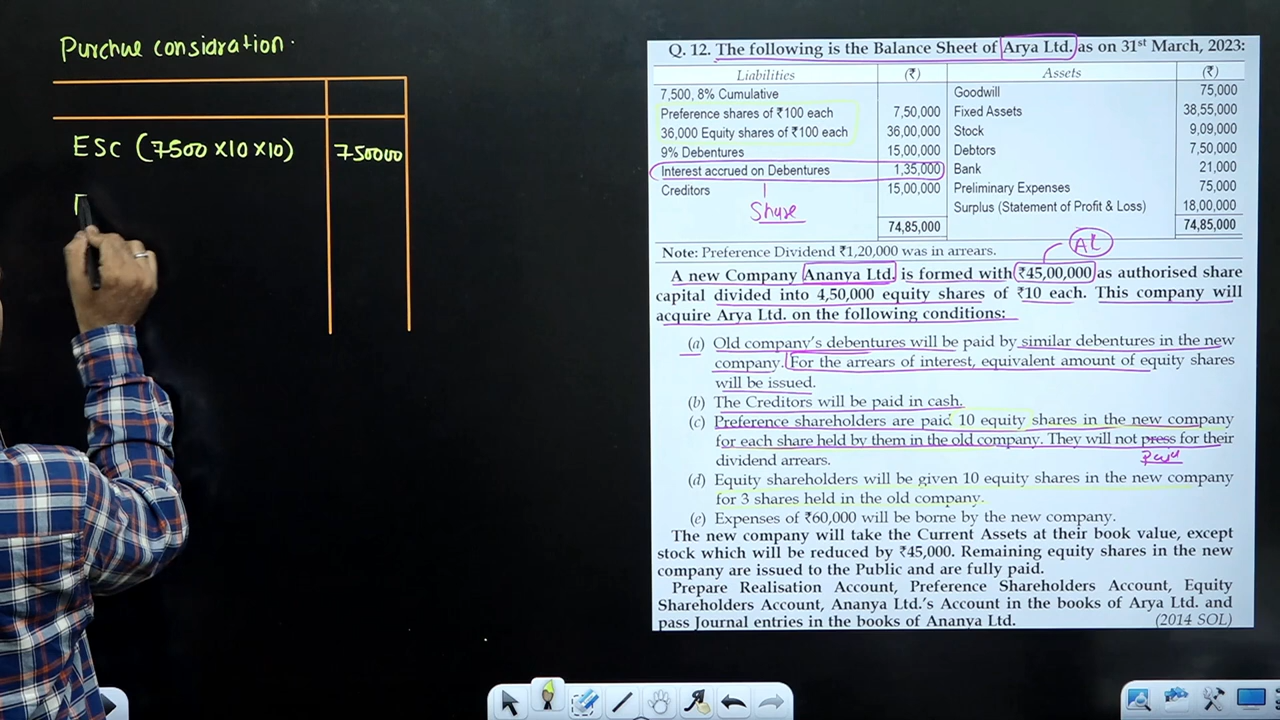 Purchue considration.
ESC (7500 x10 x10) 750000
Q. 12. The following is the Balance Sheet of Arya Ltd. as on 31st March, 2023:
Liabilities (₹) Assets (₹)
7,500, 8% Cumulative Goodwill 75,000
Preference shares of ₹100 each 7,50,000 Fixed Assets 38,55,000
36,000 Equity shares of ₹100 each 36,00,000 Stock 9,09,000
9% Debentures 15,00,000 Debtors 7,50,000
Interest accrued on Debentures 1,35,000 Bank 21,000
Creditors 15,00,000 Preliminary Expenses 75,000
Share Surplus (Statement of Profit & Loss) 18,00,000
74,85,000 74,85,000
Note: Preference Dividend ₹1,20,000 was in arrears.
A new Company Ananya Ltd. is formed with ₹45,00,000 as authorised share
capital divided into 4,50,000 equity shares of ₹10 each. This company will
acquire Arya Ltd. on the following conditions:
(a) Old company's debentures will be paid by similar debentures in the new
company. For the arrears of interest, equivalent amount of equity shares
will be issued.
(b) The Creditors will be paid in cash.
(c) Preference shareholders are paid 10 equity shares in the new company
for each share held by them in the old company. They will not press for their
dividend arrears. Paid
(d) Equity shareholders will be given 10 equity shares in the new company
for 3 shares held in the old company.
(e) Expenses of ₹60,000 will be borne by the new company.
The new company will take the Current Assets at their book value, except
stock which will be reduced by ₹45,000. Remaining equity shares in the new
company are issued to the Public and are fully paid.
Prepare Realisation Account, Preference Shareholders Account, Equity
Shareholders Account, Ananya Ltd.'s Account in the books of Arya Ltd. and
pass Journal entries in the books of Ananya Ltd. (2014 SOL)